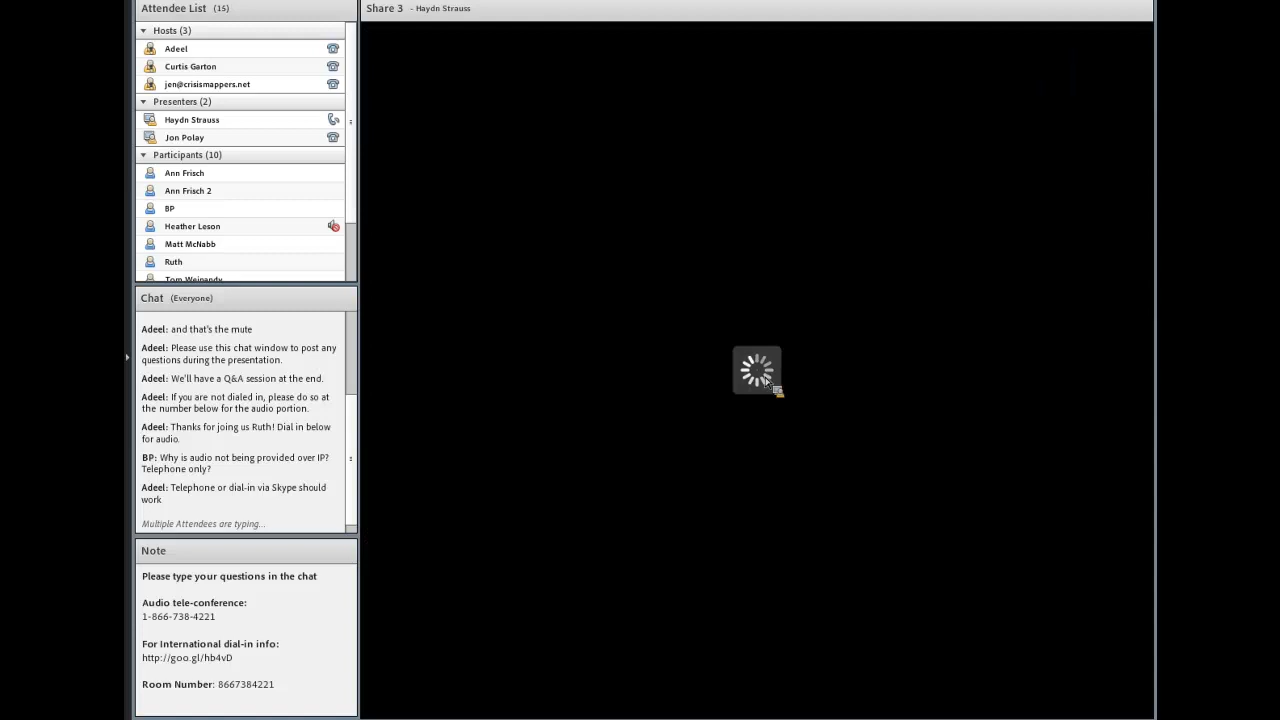 Attendee List (15)
Hosts (3)
Adeel
Curtis Garton
jen@crisismappers.net
Presenters (2)
Haydn Strauss
Jon Polay
Participants (10)
Ann Frisch
Ann Frisch 2
BP
Heather Leson
Matt McNabb
Ruth
Tom Weinandy
Chat (Everyone)
Adeel: and that's the mute
Adeel: Please use this chat window to post any
questions during the presentation.
Adeel: We'll have a Q&A session at the end.
Adeel: If you are not dialed in, please do so at
the number below for the audio portion.
Adeel: Thanks for joing us Ruth! Dial in below
for audio.
BP: Why is audio not being provided over IP?
Telephone only?
Adeel: Telephone or dial-in via Skype should
work
Multiple Attendees are typing...
Note
Please type your questions in the chat
Audio tele-conference:
1-866-738-4221
For International dial-in info:
http://goo.gl/hb4vD
Room Number: 8667384221
Share 3 - Haydn Strauss